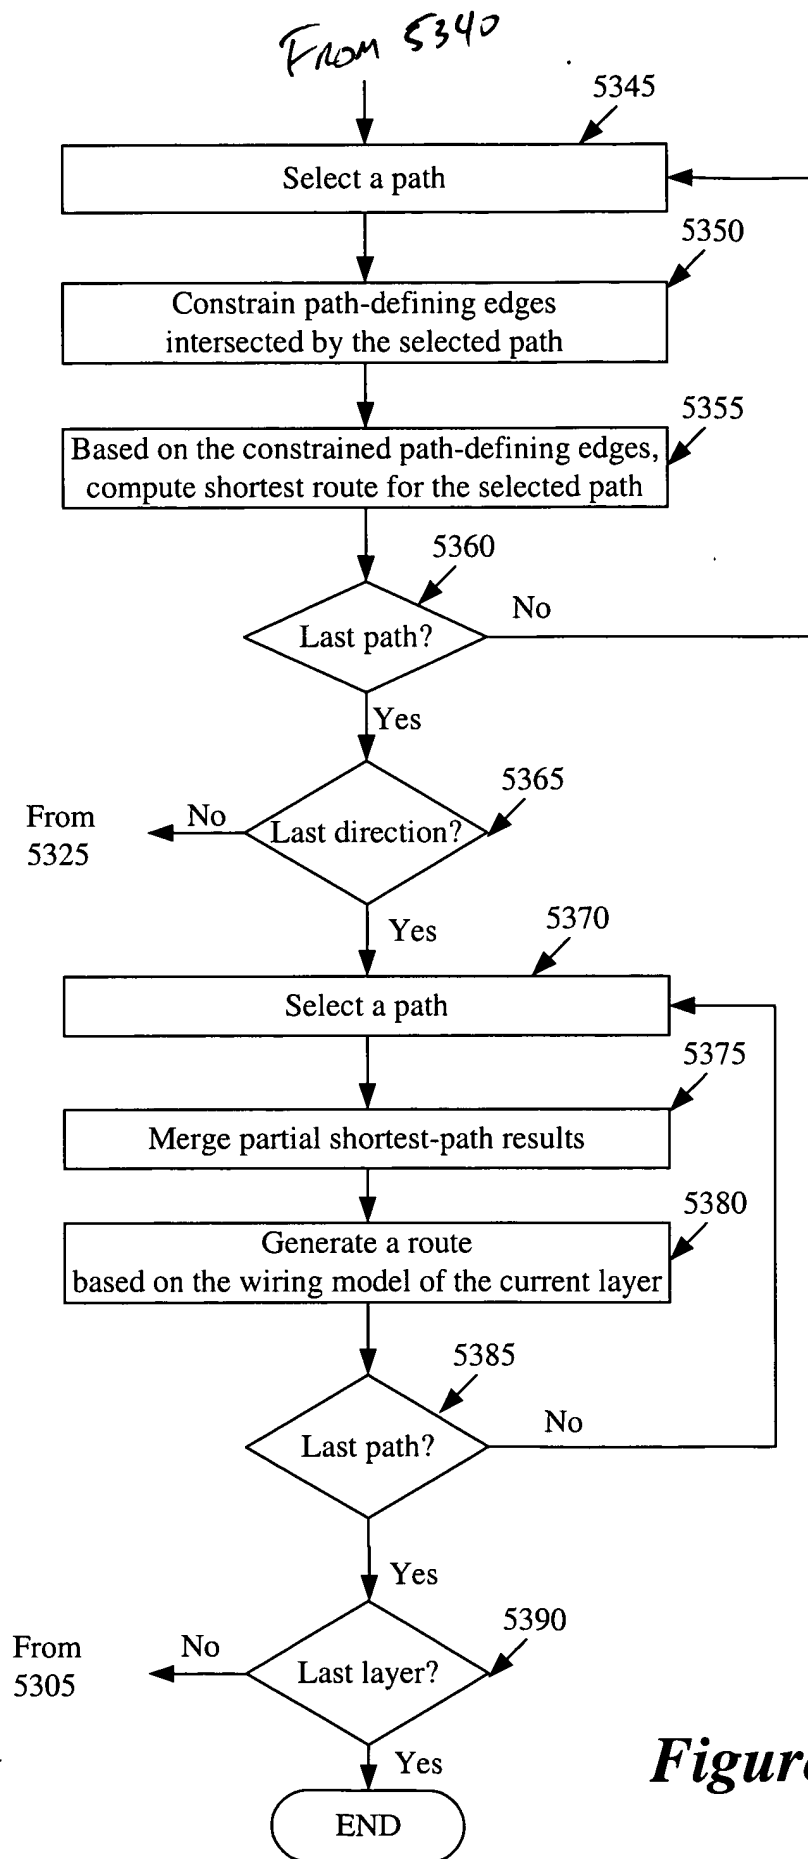 From 5340
5345
Select a path
5350
Constrain path-defining edges
intersected by the selected path
5355
Based on the constrained path-defining edges,
compute shortest route for the selected path
5360
Last path?
No
Yes
5365
From
5325
No
Last direction?
Yes
5370
Select a path
5375
Merge partial shortest-path results
5380
Generate a route
based on the wiring model of the current layer
5385
Last path?
No
Yes
5390
From
5305
No
Last layer?
Yes
Figure
END